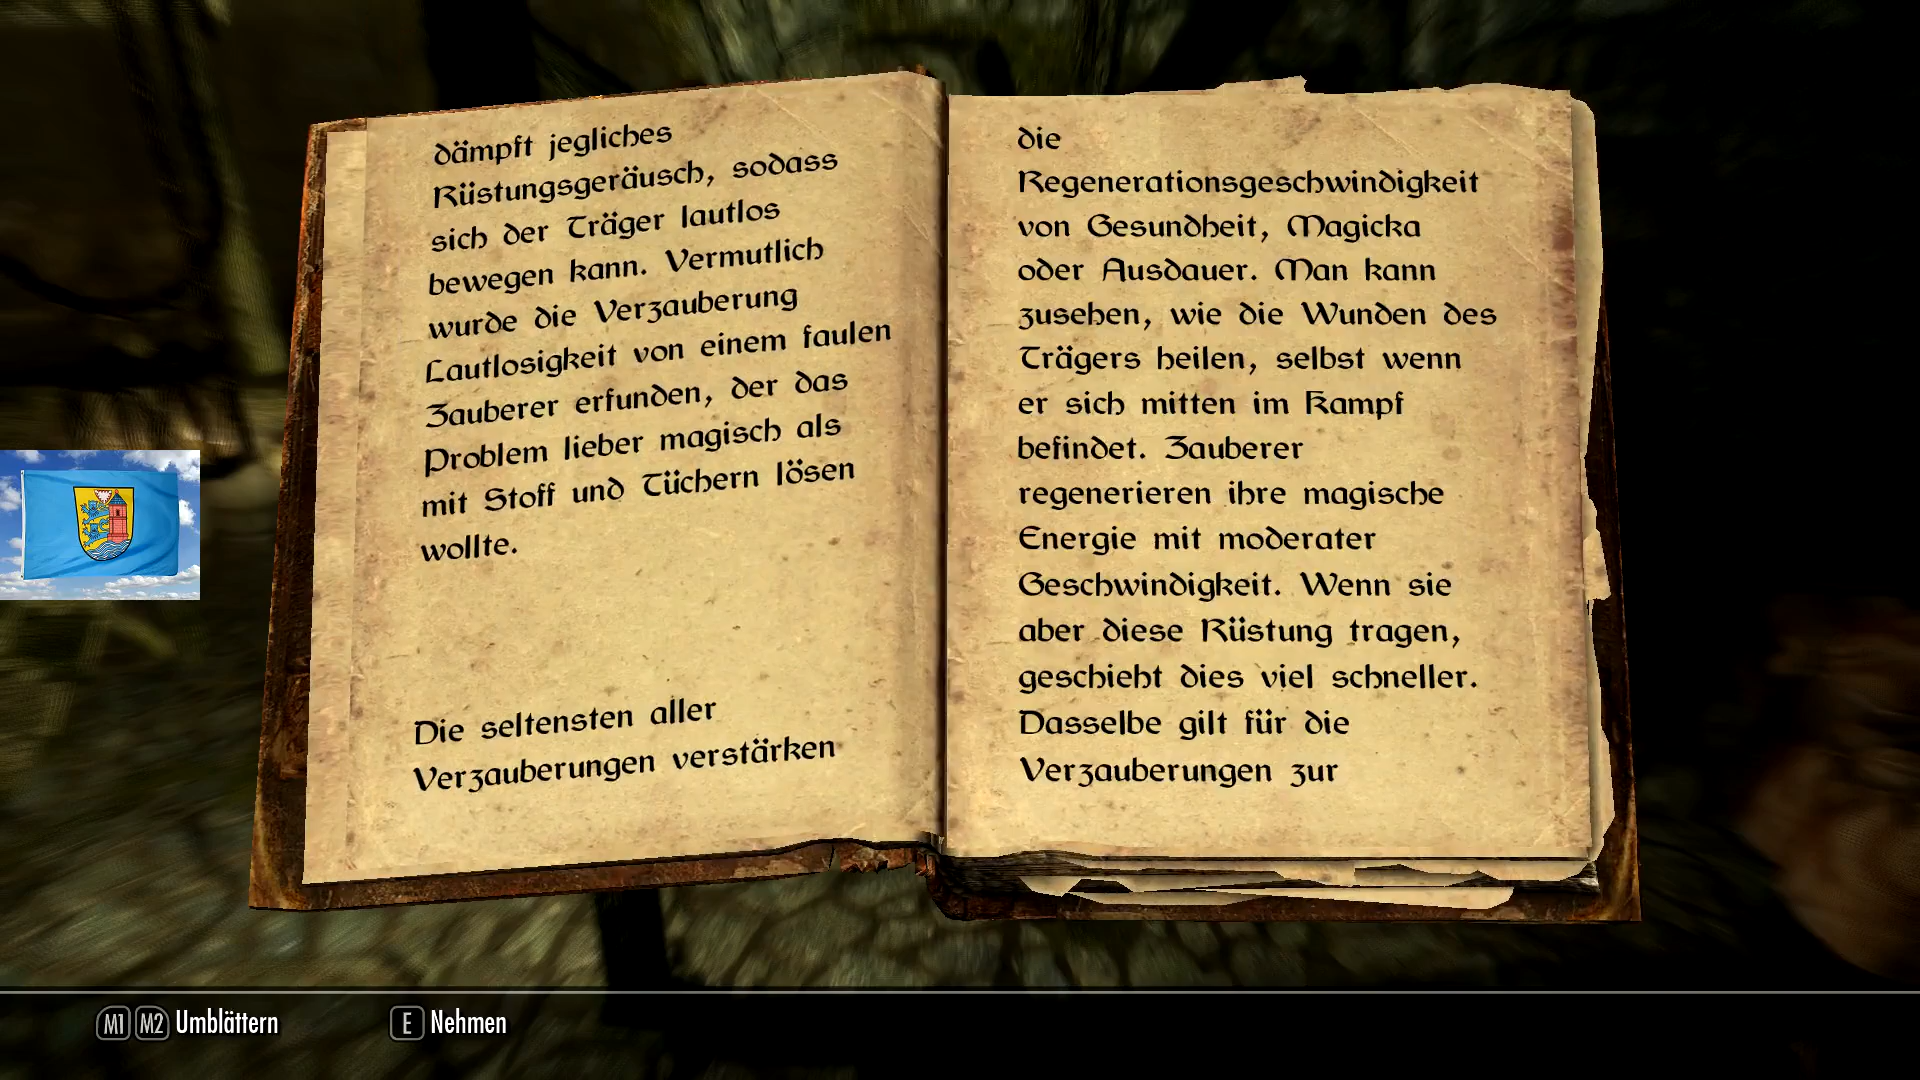 dämpft jegliches
Rüstungsgeräusch, sodass
sich der Träger lautlos
bewegen kann. Vermutlich
wurde die Verzauberung
Lautlosigkeit von einem faulen
Zauberer erfunden, der das
Problem lieber magisch als
mit Stoff und Tüchern lösen
wollte.
Die seltensten aller
Verzauberungen verstärken
die
Regenerationsgeschwindigkeit
von Gesundheit, Magicka
oder Ausdauer. Man kann
zusehen, wie die Wunden des
Trägers heilen, selbst wenn
er sich mitten im Kampf
befindet. Zauberer
regenerieren ihre magische
Energie mit moderater
Geschwindigkeit. Wenn sie
aber diese Rüstung tragen,
geschieht dies viel schneller.
Dasselbe gilt für die
Verzauberungen zur
M1 M2 Umblättern E Nehmen